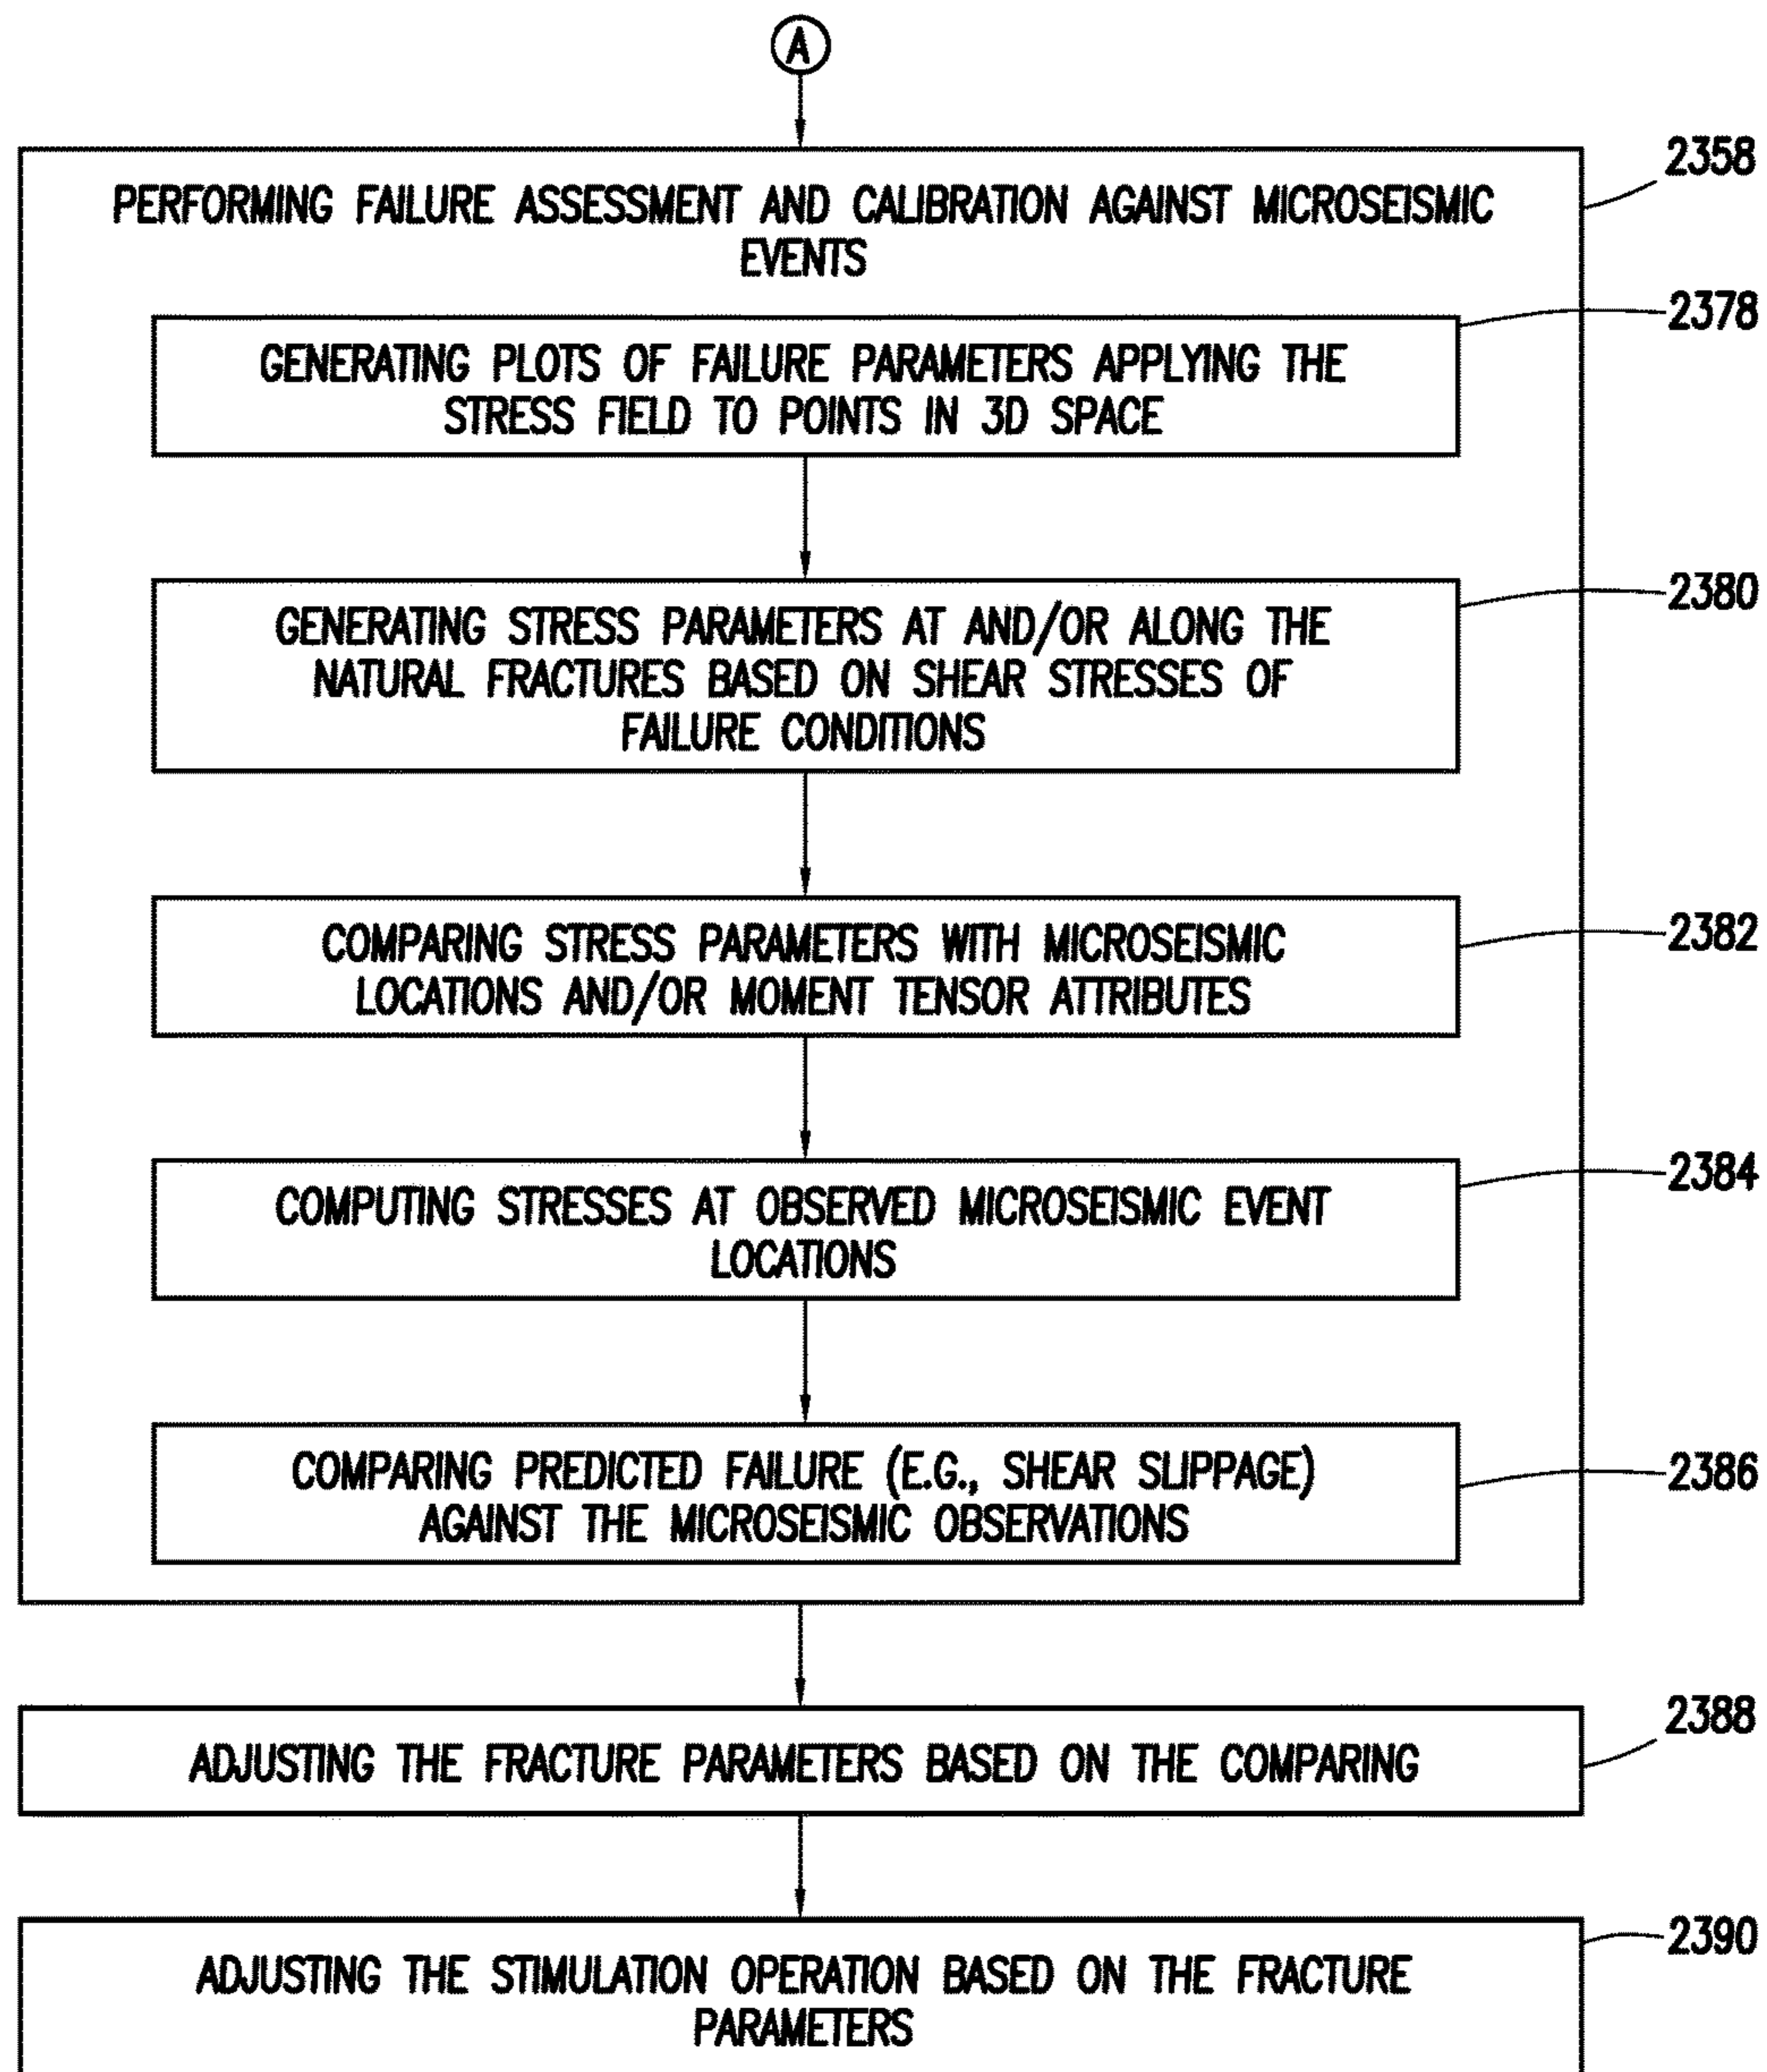 A
2358
PERFORMING FAILURE ASSESSMENT AND CALIBRATION AGAINST MICROSEISMIC
EVENTS
2378
GENERATING PLOTS OF FAILURE PARAMETERS APPLYING THE
STRESS FIELD TO POINTS IN 3D SPACE
2380
GENERATING STRESS PARAMETERS AT AND/OR ALONG THE
NATURAL FRACTURES BASED ON SHEAR STRESSES OF
FAILURE CONDITIONS
2382
COMPARING STRESS PARAMETERS WITH MICROSEISMIC
LOCATIONS AND/OR MOMENT TENSOR ATTRIBUTES
2384
COMPUTING STRESSES AT OBSERVED MICROSEISMIC EVENT
LOCATIONS
2386
COMPARING PREDICTED FAILURE (E.G., SHEAR SLIPPAGE)
AGAINST THE MICROSEISMIC OBSERVATIONS
2388
ADJUSTING THE FRACTURE PARAMETERS BASED ON THE COMPARING
2390
ADJUSTING THE STIMULATION OPERATION BASED ON THE FRACTURE
PARAMETERS